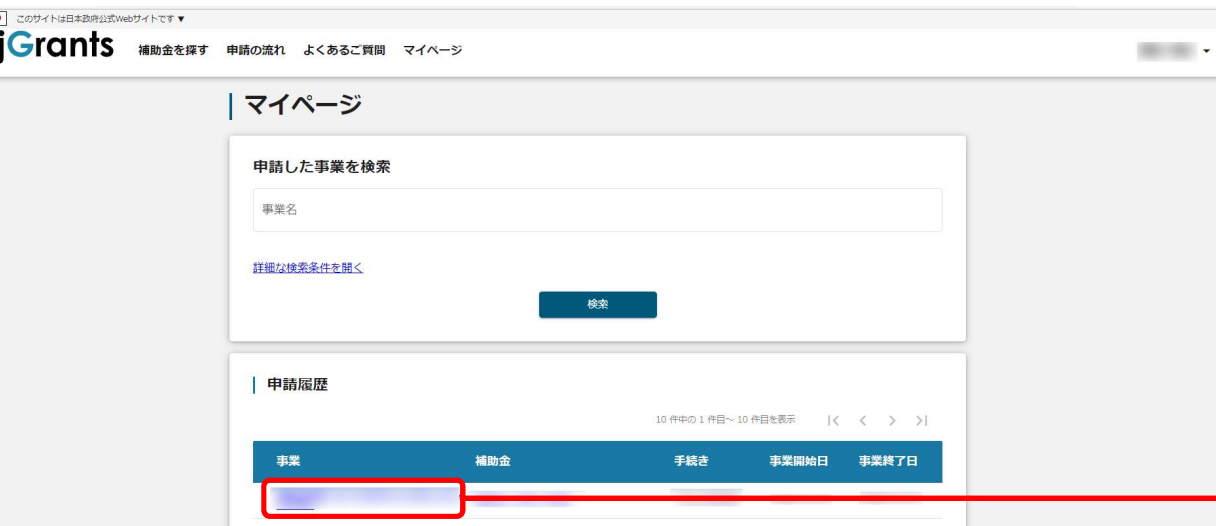 このサイトは日本政府公式Webサイトです ▼
jGrants 補助金を探す 申請の流れ よくあるご質問 マイページ
マイページ
申請した事業を検索
事業名
詳細な検索条件を開く
検索
申請履歴
10 件中の 1 件目～ 10 件目を表示
事業 補助金 手続き 事業開始日 事業終了日